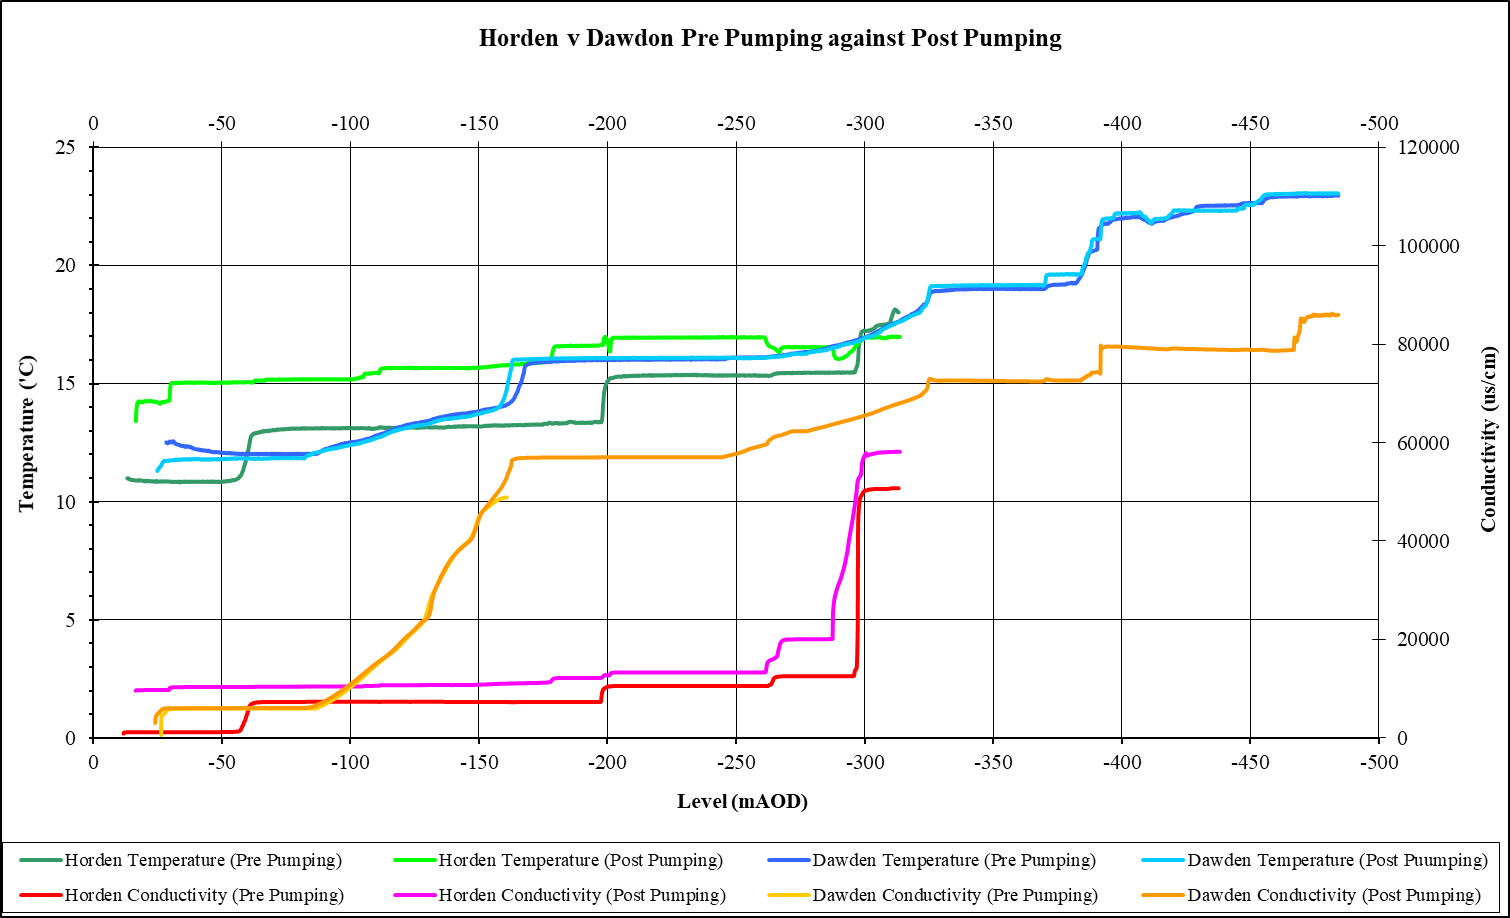 Horden v Dawdon Pre Pumping against Post Pumping
0 -50 -100 -150 -200 -250 -300 -350 -400 -450 -500
25 120000
100000
20
80000
15
60000
10
40000
5
20000
0 0
Temperature ('C)
Conductivity (us/cm)
0 -50 -100 -150 -200 -250 -300 -350 -400 -450 -500
Level (mAOD)
Horden Temperature (Pre Pumping) Horden Temperature (Post Pumping) Dawden Temperature (Pre Pumping) Dawden Temperature (Post Puumping)
Horden Conductivity (Pre Pumping) Horden Conductivity (Post Pumping) Dawden Conductivity (Pre Pumping) Dawden Conductivity (Post Pumping)